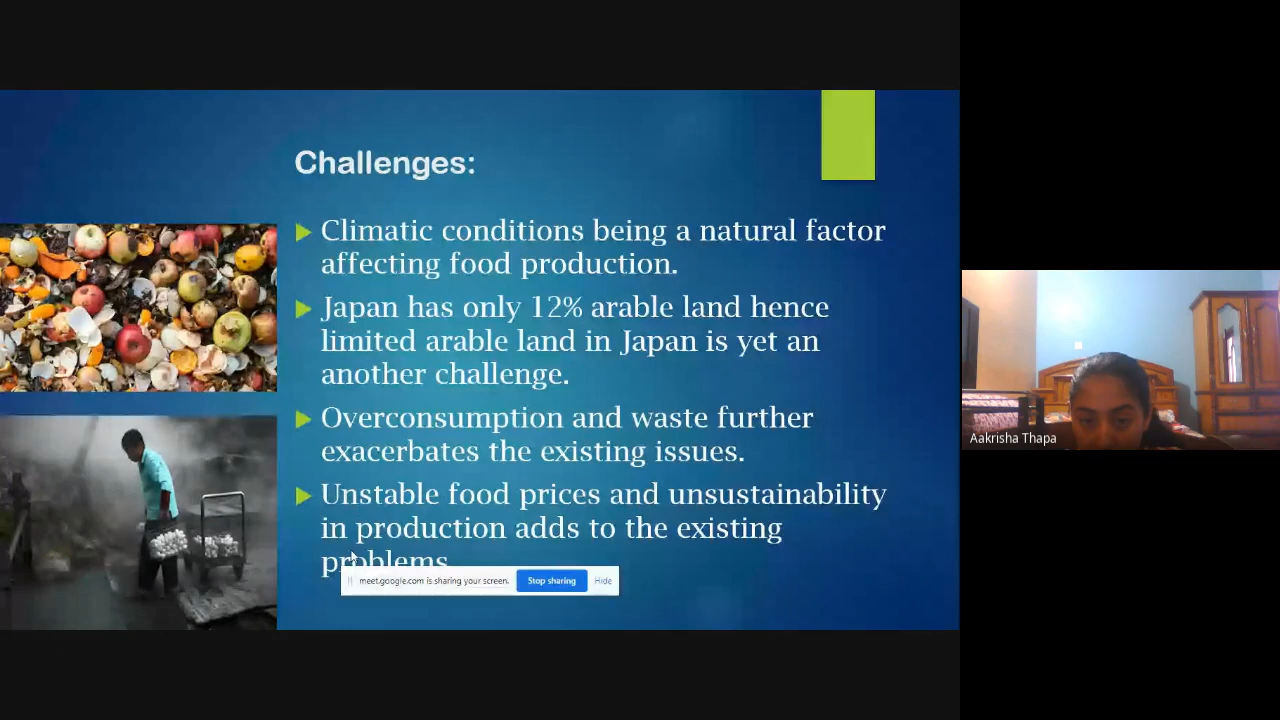 Challenges:
Climatic conditions being a natural factor
affecting food production.
Japan has only 12% arable land hence
limited arable land in Japan is yet an
another challenge.
Overconsumption and waste further
exacerbates the existing issues.
Unstable food prices and unsustainability
in production adds to the existing
problems
meet.google.com is sharing your screen.
Stop sharing
Hide
Aakrisha Thapa